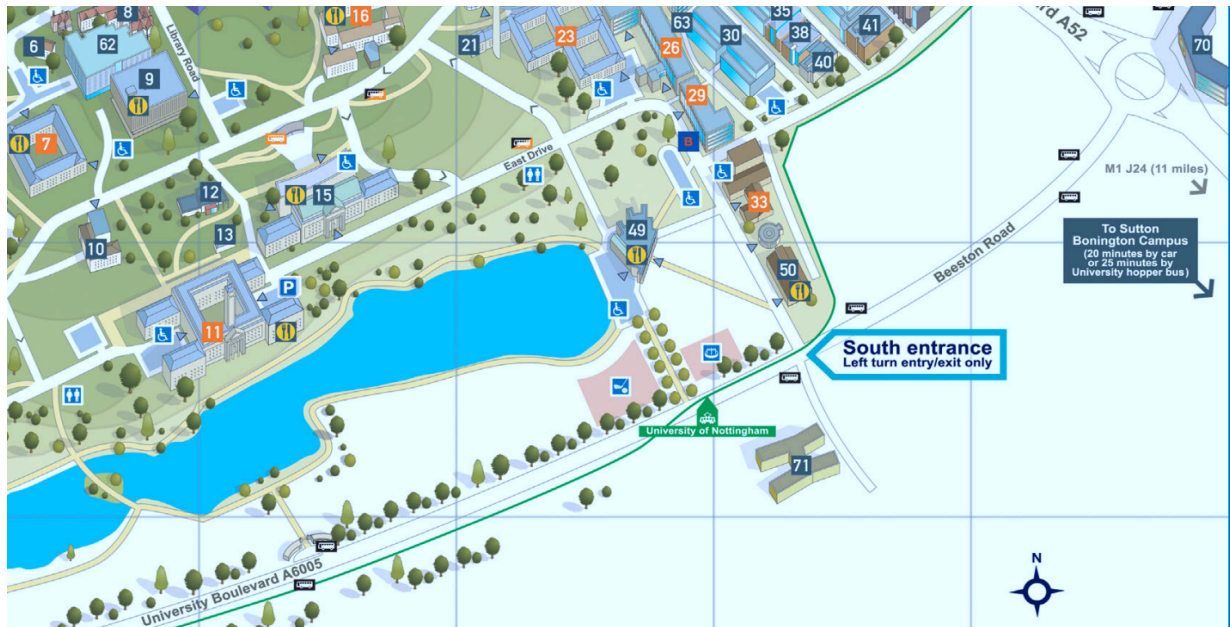 8
16
63
35
41
rd A52
6
62
Library Road
21
23
26
30
38
70
9
40
29
7
B
East Drive
M1 J24 (11 miles)
12
15
33
13
49
To Sutton
Bonington Campus
(20 minutes by car
or 25 minutes by
University hopper bus)
10
Beeston Road
50
P
11
South entrance
Left turn entry/exit only
University of Nottingham
71
University Boulevard A6005
N